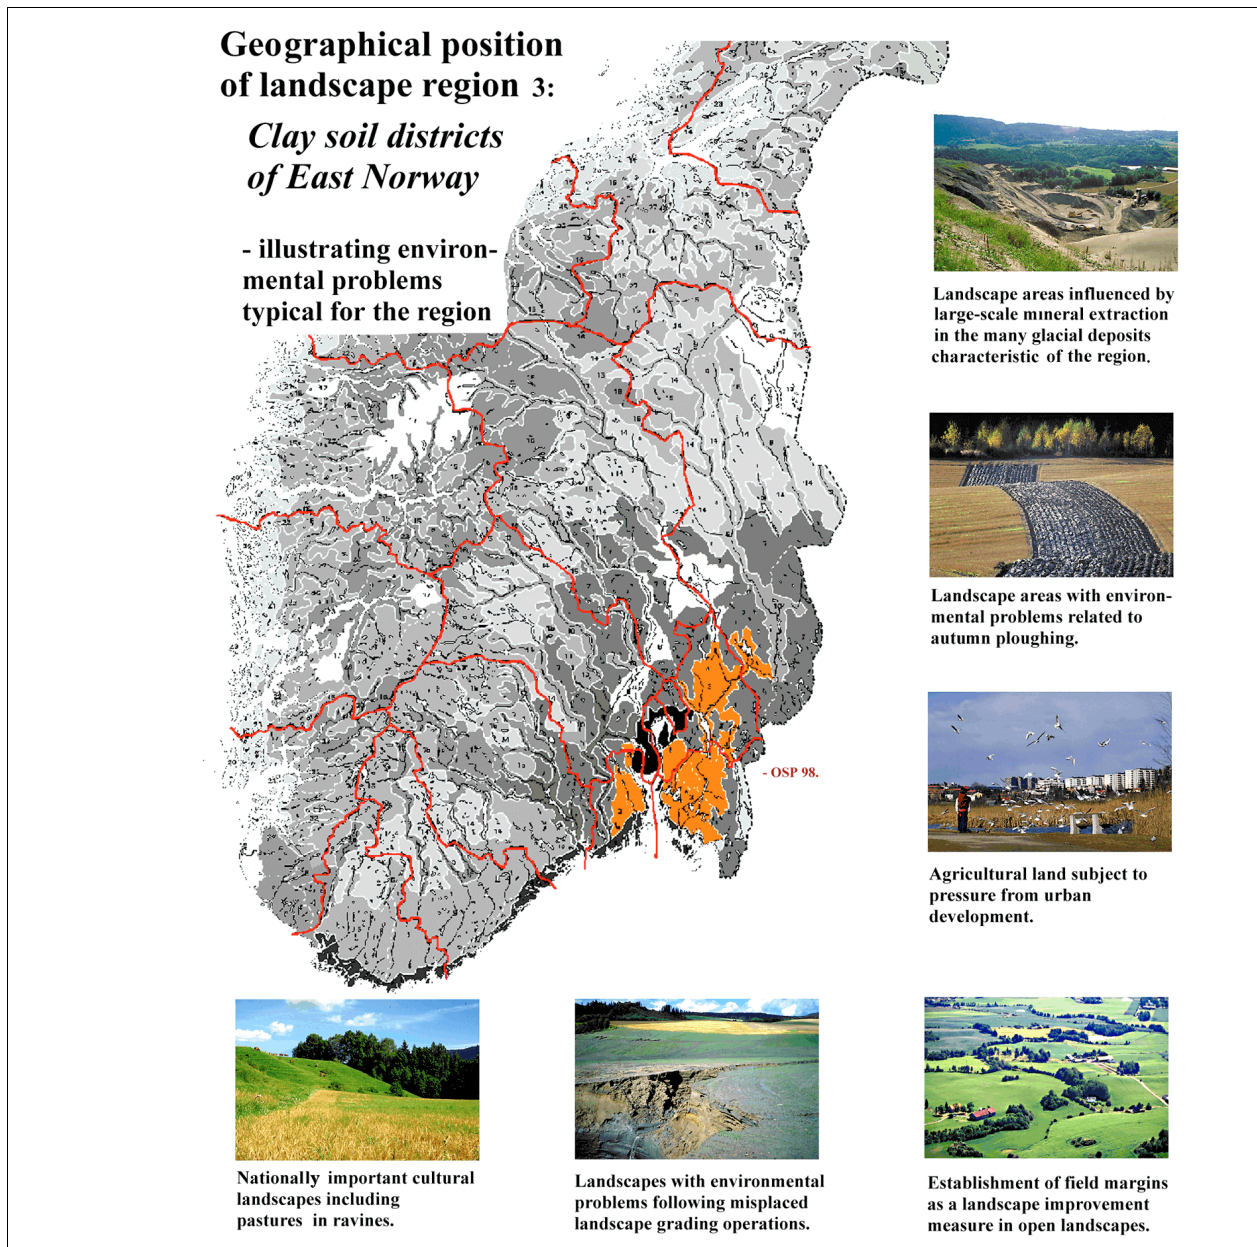 Geographical position
of landscape region 3:
Clay soil districts
of East Norway
- illustrating environ-
mental problems
typical for the region
Landscape areas influenced by
large-scale mineral extraction
in the many glacial deposits
characteristic of the region.
Landscape areas with environ-
mental problems related to
autumn ploughing.
- OSP 98.
Agricultural land subject to
pressure from urban
development.
Nationally important cultural
landscapes including
pastures in ravines.
Landscapes with environmental
problems following misplaced
landscape grading operations.
Establishment of field margins
as a landscape improvement
measure in open landscapes.